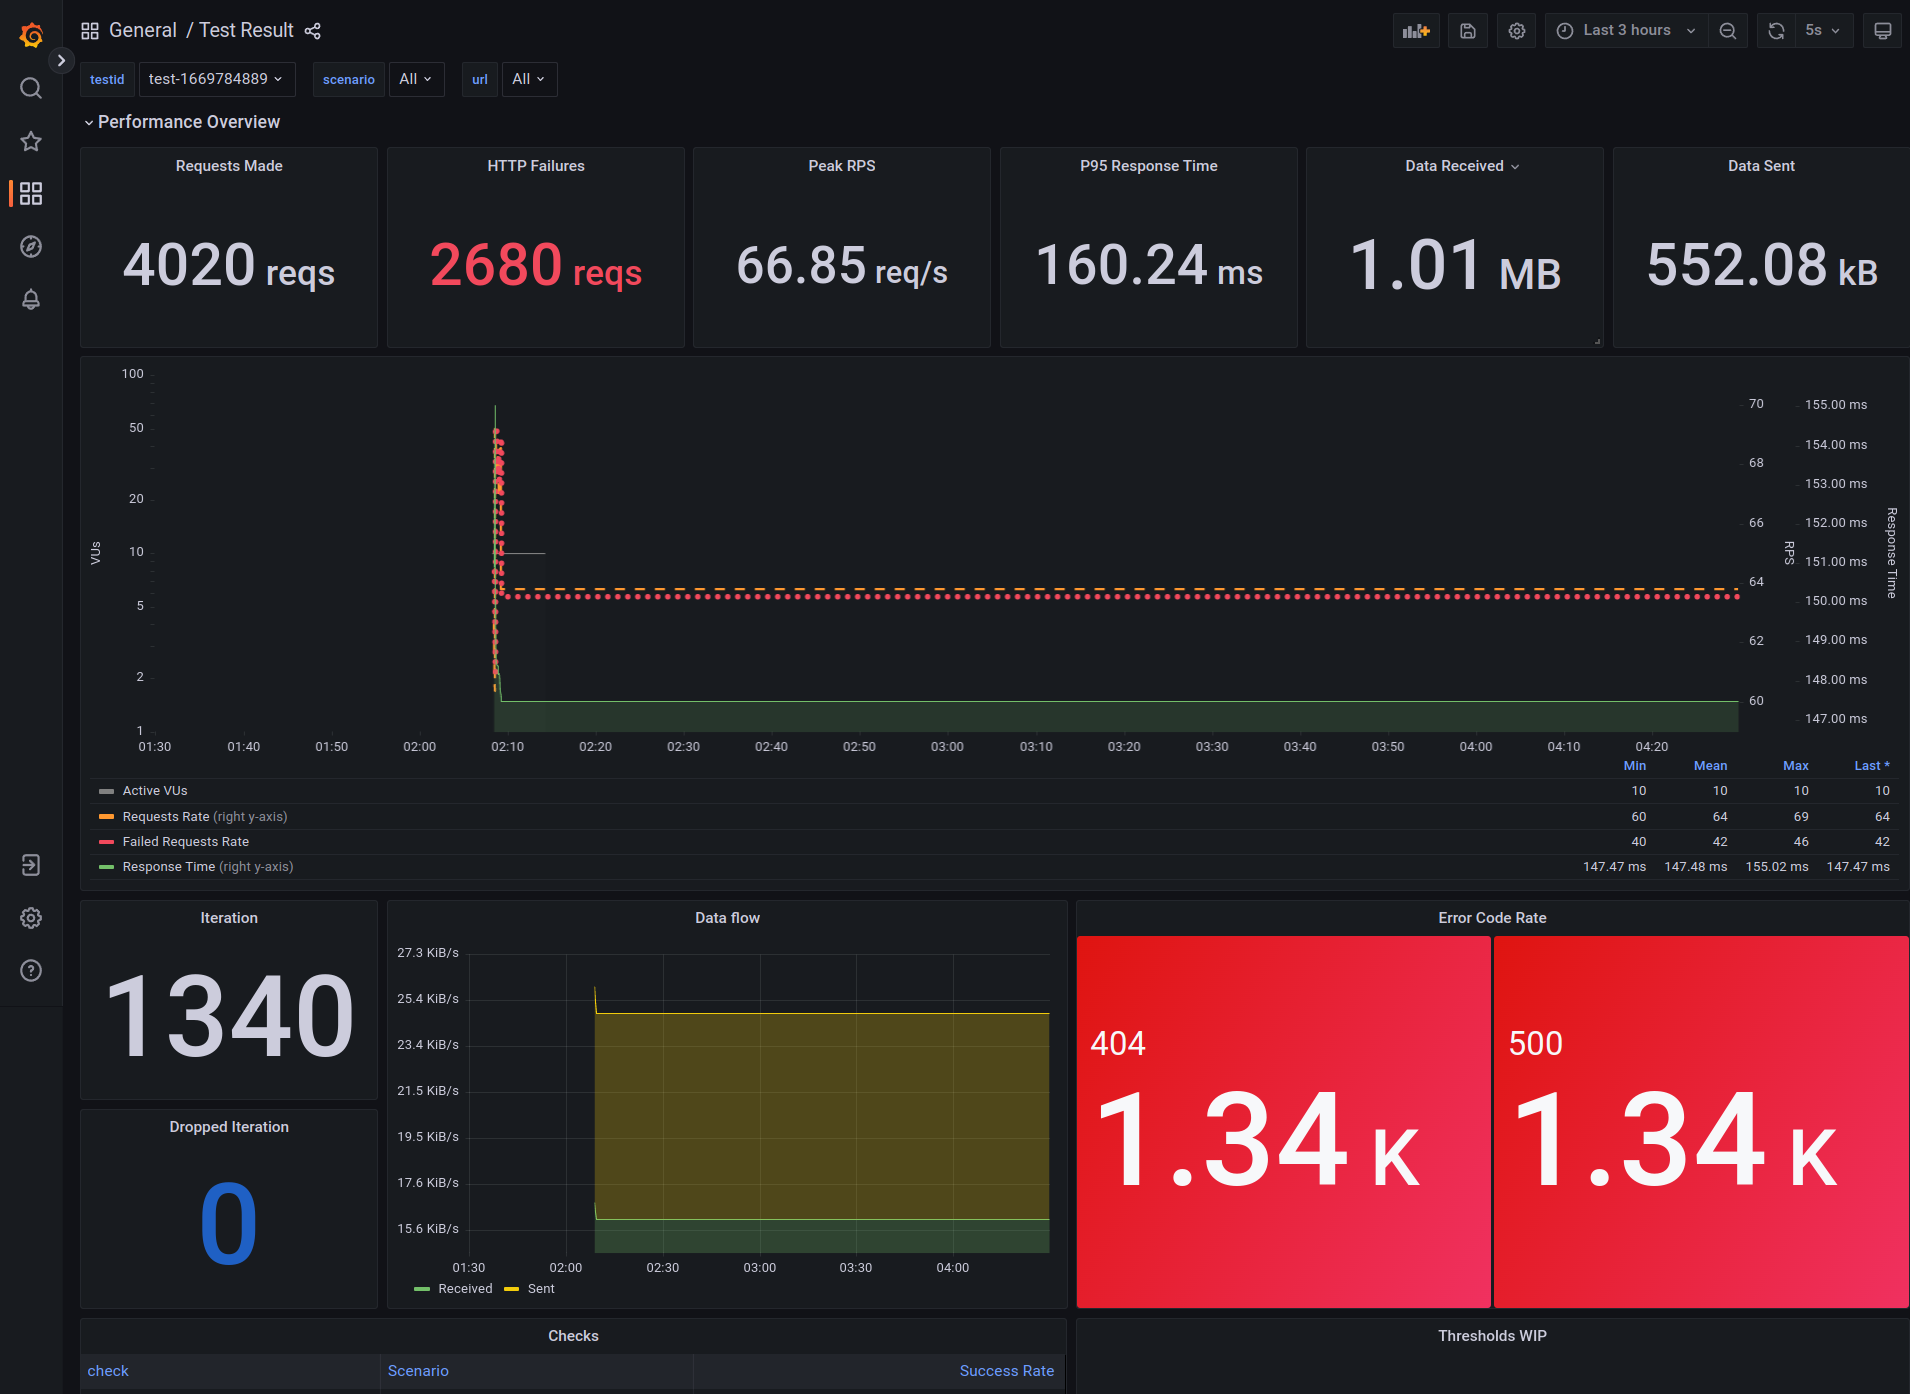 General / Test Result
Last 3 hours
5s
testid test-1669784889 scenario All url All
Performance Overview
Requests Made
4020 reqs
HTTP Failures
2680 reqs
Peak RPS
66.85 req/s
P95 Response Time
160.24 ms
Data Received
1.01 MB
Data Sent
552.08 kB
VUs
100
50
20
10
5
2
1
70
68
66
64
62
60
RPS
155.00 ms
154.00 ms
153.00 ms
152.00 ms
151.00 ms
150.00 ms
149.00 ms
148.00 ms
147.00 ms
Response Time
01:30 01:40 01:50 02:00 02:10 02:20 02:30 02:40 02:50 03:00 03:10 03:20 03:30 03:40 03:50 04:00 04:10 04:20
Min Mean Max Last *
Active VUs 10 10 10 10
Requests Rate (right y-axis) 60 64 69 64
Failed Requests Rate 40 42 46 42
Response Time (right y-axis) 147.47 ms 147.48 ms 155.02 ms 147.47 ms
Iteration
1340
Dropped Iteration
0
Data flow
27.3 KiB/s
25.4 KiB/s
23.4 KiB/s
21.5 KiB/s
19.5 KiB/s
17.6 KiB/s
15.6 KiB/s
01:30 02:00 02:30 03:00 03:30 04:00
Received Sent
Error Code Rate
404
1.34 K
500
1.34 K
Checks
check Scenario Success Rate
Thresholds WIP